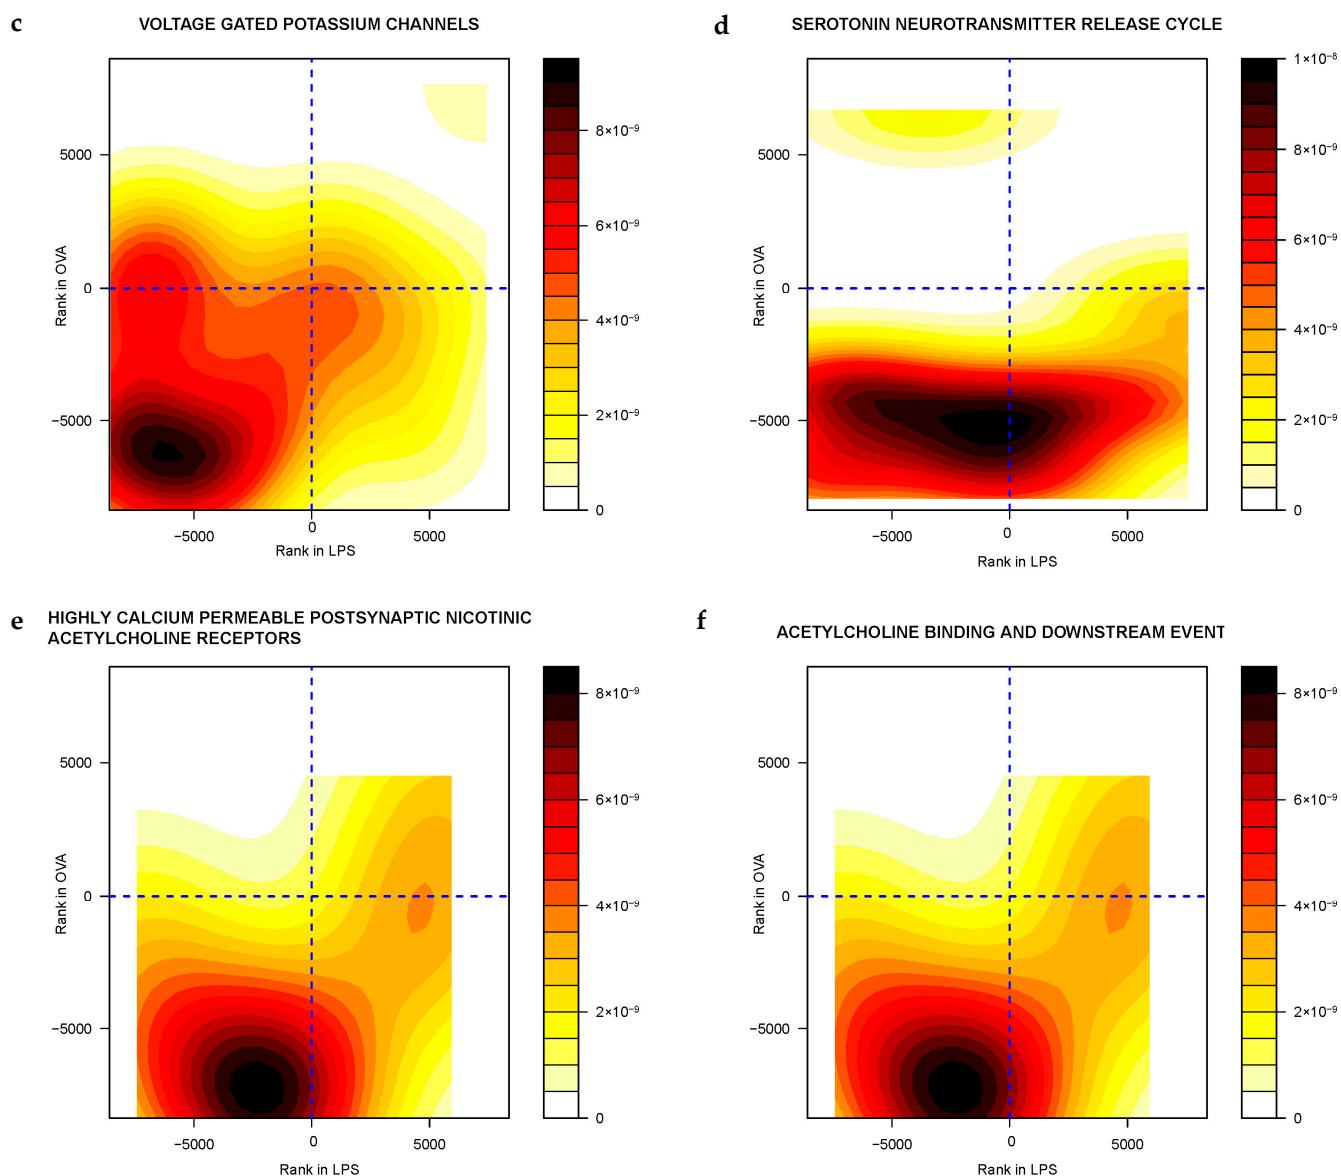 c
VOLTAGE GATED POTASSIUM CHANNELS
5000
0
−5000
−5000
0
5000
Rank in OVA
Rank in LPS
8×10⁻⁹
6×10⁻⁹
4×10⁻⁹
2×10⁻⁹
0
d
SEROTONIN NEUROTRANSMITTER RELEASE CYCLE
5000
0
−5000
−5000
0
5000
Rank in OVA
Rank in LPS
1×10⁻⁸
8×10⁻⁹
6×10⁻⁹
4×10⁻⁹
2×10⁻⁹
0
e
HIGHLY CALCIUM PERMEABLE POSTSYNAPTIC NICOTINIC
ACETYLCHOLINE RECEPTORS
5000
0
−5000
−5000
0
5000
Rank in OVA
Rank in LPS
8×10⁻⁹
6×10⁻⁹
4×10⁻⁹
2×10⁻⁹
0
f
ACETYLCHOLINE BINDING AND DOWNSTREAM EVENT
5000
0
−5000
−5000
0
5000
Rank in OVA
Rank in LPS
8×10⁻⁹
6×10⁻⁹
4×10⁻⁹
2×10⁻⁹
0